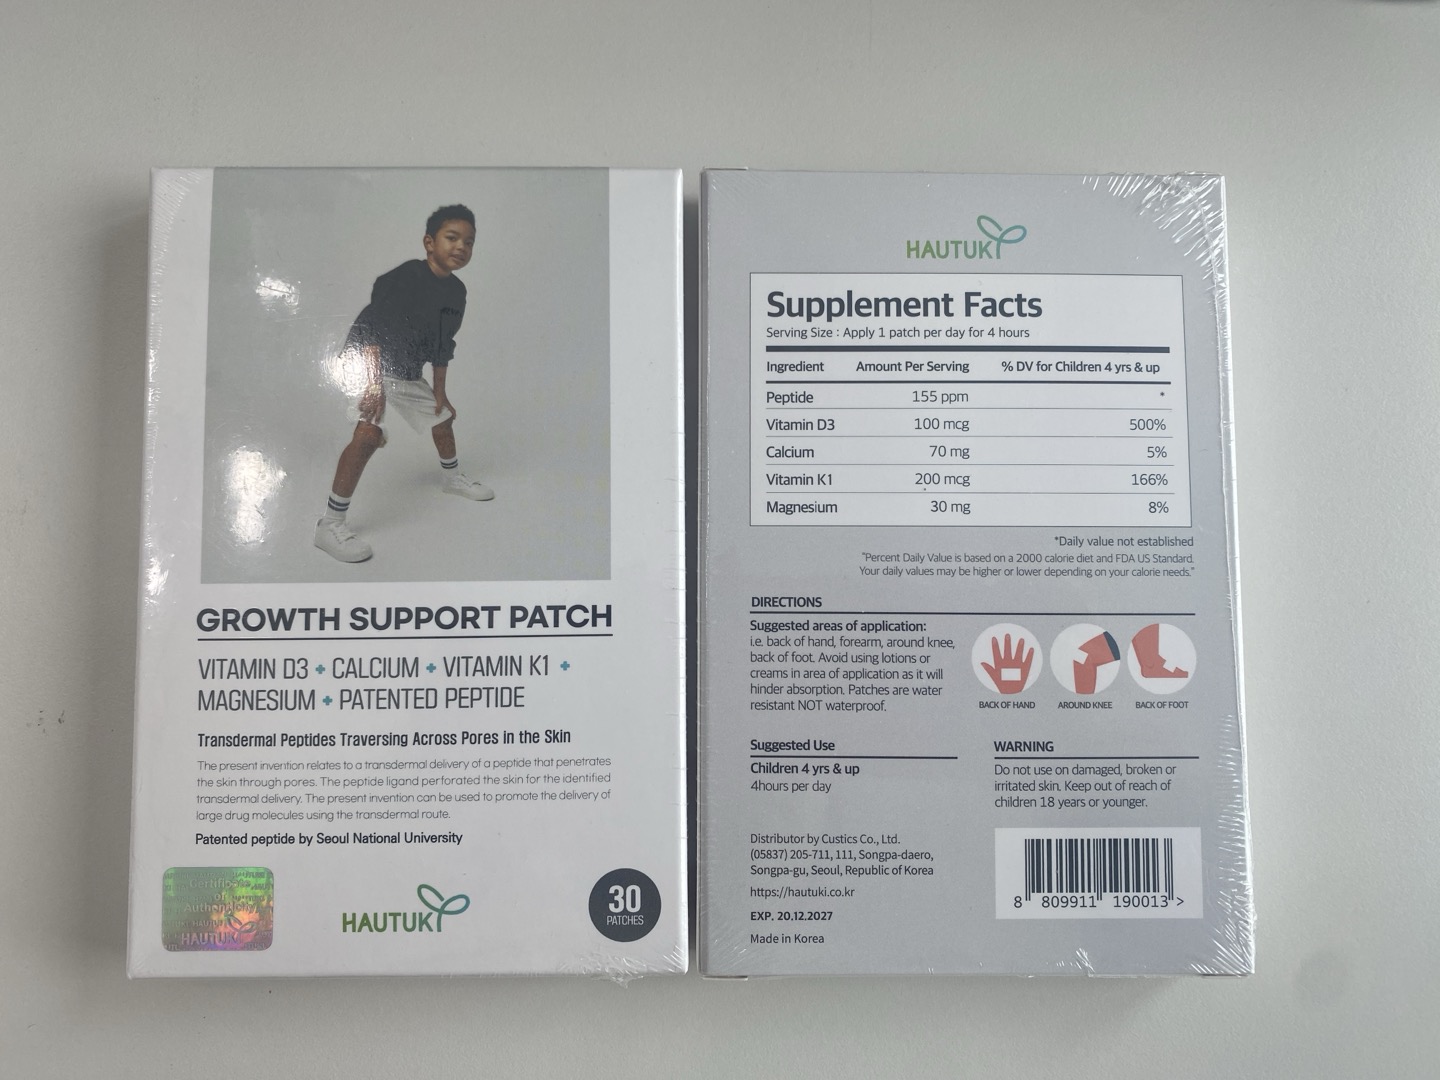 GROWTH SUPPORT PATCH
VITAMIN D3 + CALCIUM + VITAMIN K1 +
MAGNESIUM + PATENTED PEPTIDE
Transdermal Peptides Traversing Across Pores in the Skin
The present invention relates to a transdermal delivery of a peptide that penetrates
the skin through pores. The peptide ligand perforated the skin for the identified
transdermal delivery. The present invention can be used to promote the delivery of
large drug molecules using the transdermal route.
Patented peptide by Seoul National University
Certificate
of
Authenticity
HAUTUKI
HAUTUKI
30
PATCHES
HAUTUKI
Supplement Facts
Serving Size : Apply 1 patch per day for 4 hours
Ingredient Amount Per Serving % DV for Children 4 yrs & up
Peptide 155 ppm *
Vitamin D3 100 mcg 500%
Calcium 70 mg 5%
Vitamin K1 200 mcg 166%
Magnesium 30 mg 8%
*Daily value not established
"Percent Daily Value is based on a 2000 calorie diet and FDA US Standard.
Your daily values may be higher or lower depending on your calorie needs."
DIRECTIONS
Suggested areas of application:
i.e. back of hand, forearm, around knee,
back of foot. Avoid using lotions or
creams in area of application as it will
hinder absorption. Patches are water
resistant NOT waterproof.
BACK OF HAND AROUND KNEE BACK OF FOOT
Suggested Use
Children 4 yrs & up
4hours per day
WARNING
Do not use on damaged, broken or
irritated skin. Keep out of reach of
children 18 years or younger.
Distributor by Custics Co., Ltd.
(05837) 205-711, 111, Songpa-daero,
Songpa-gu, Seoul, Republic of Korea
https://hautuki.co.kr
EXP. 20.12.2027
Made in Korea
8 809911 190013 >